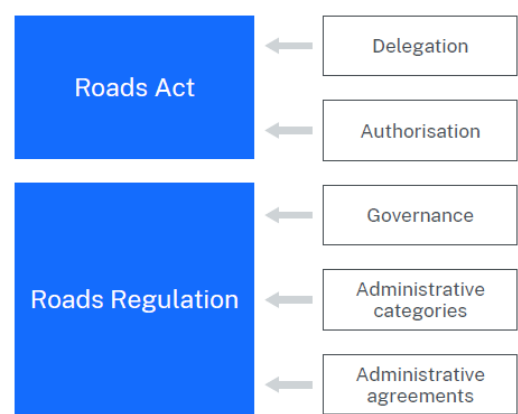 Roads Act
Delegation
Authorisation
Roads Regulation
Governance
Administrative
categories
Administrative
agreements